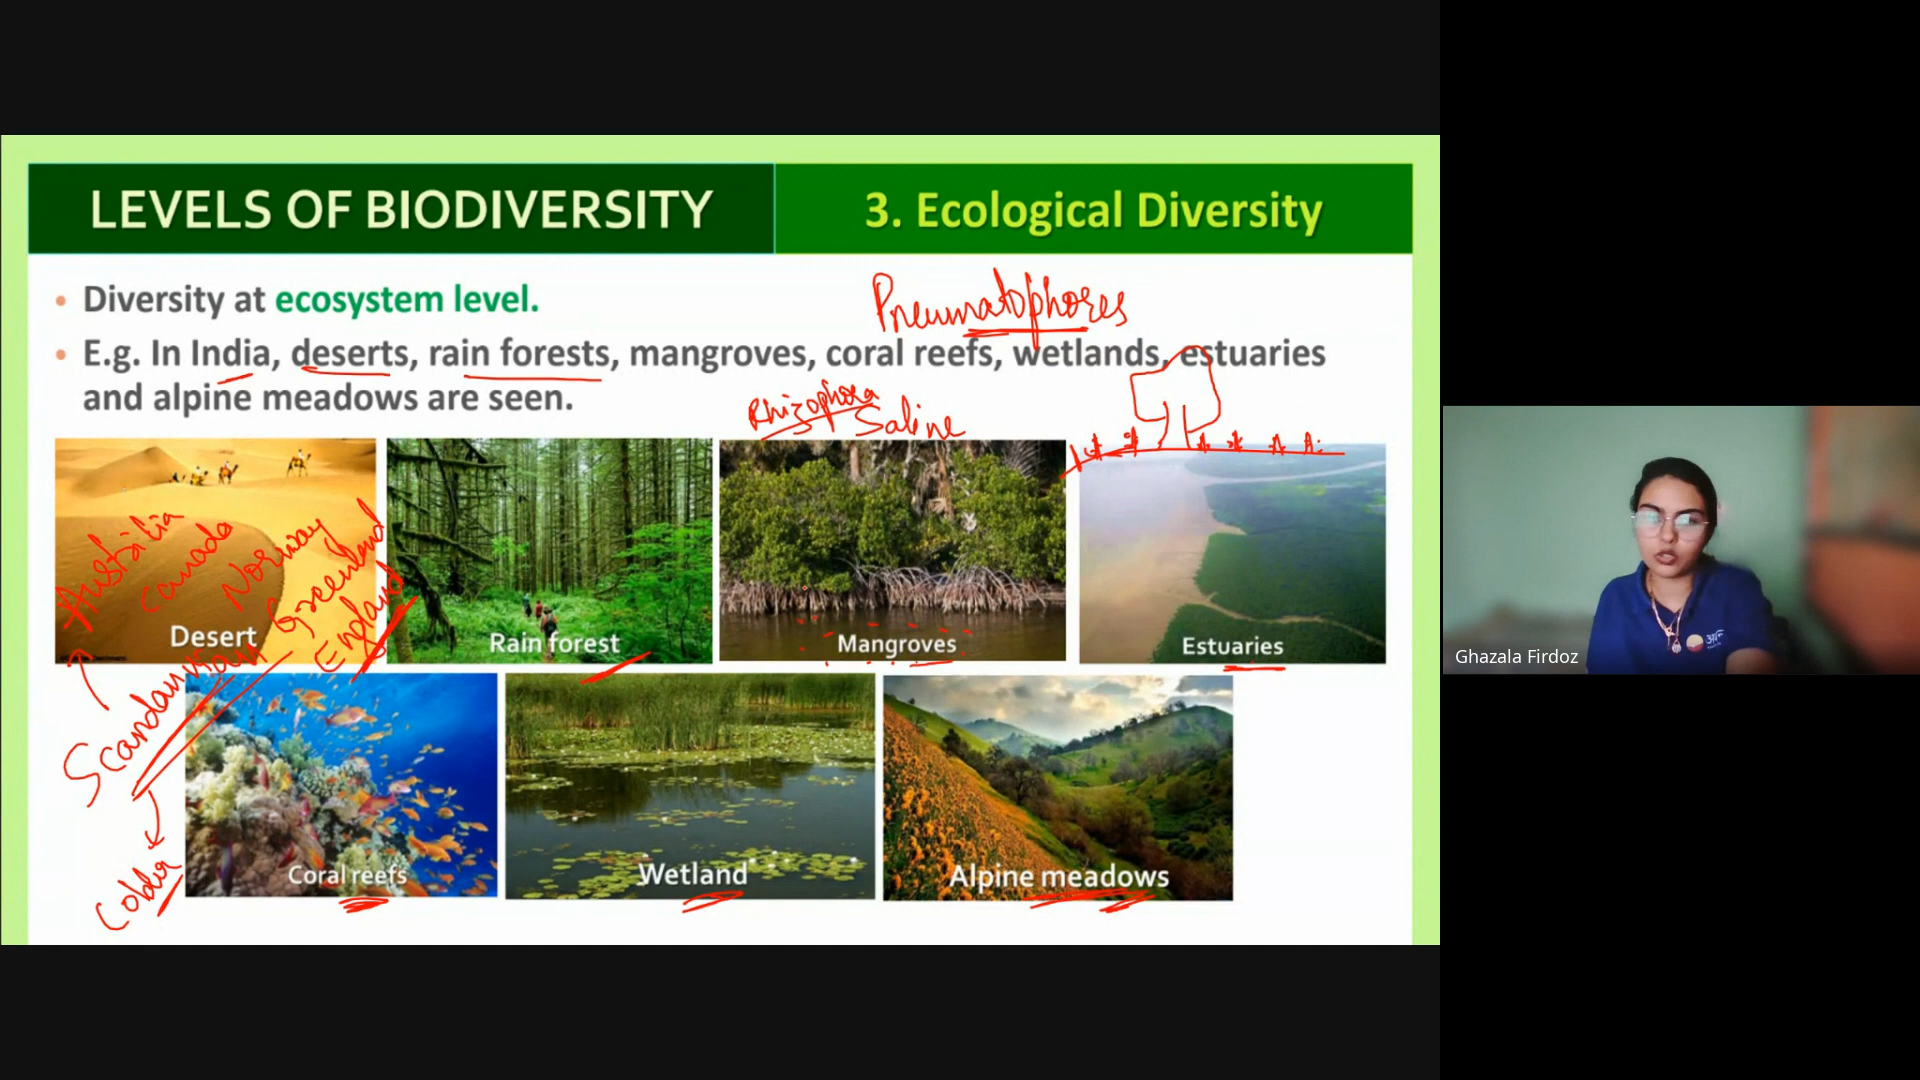 LEVELS OF BIODIVERSITY
3. Ecological Diversity
• Diversity at ecosystem level.
Pneumatophores
• E.g. In India, deserts, rain forests, mangroves, coral reefs, wetlands, estuaries
and alpine meadows are seen.
Rhizophora
Saline
Australia
Canada
Norway
Greenland
England
Desert
Rain forest
Mangroves
Estuaries
Ghazala Firdoz
Coral reefs
Wetland
Alpine meadows